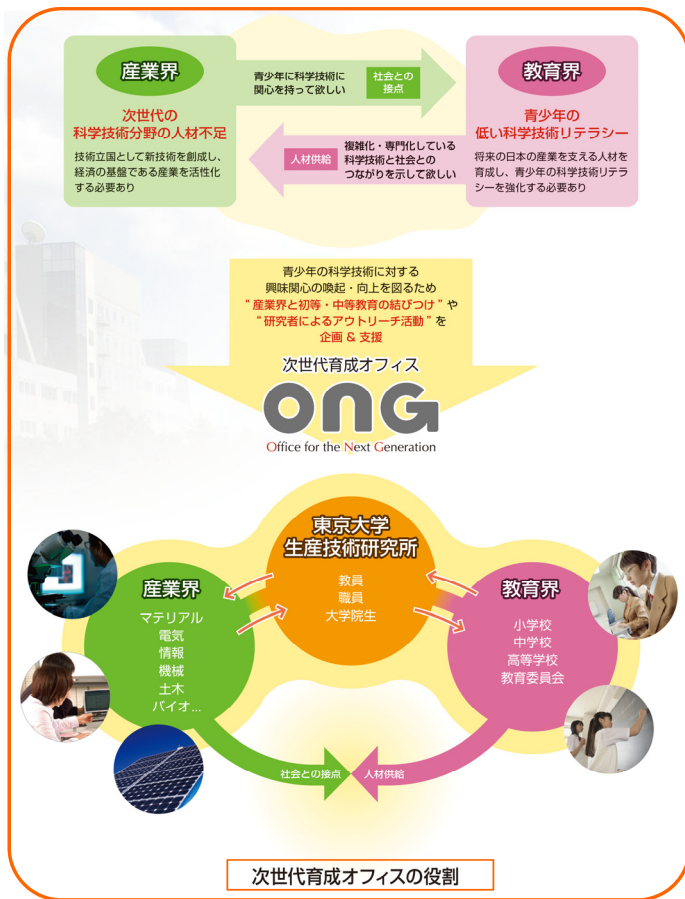 産業界
次世代の
科学技術分野の人材不足
技術立国として新技術を創成し、
経済の基盤である産業を活性化
する必要あり
青少年に科学技術に
関心を持って欲しい
社会との
接点
人材供給
複雑化・専門化している
科学技術と社会との
つながりを示して欲しい
教育界
青少年の
低い科学技術リテラシー
将来の日本の産業を支える人材を
育成し、青少年の科学技術リテラ
シーを強化する必要あり
青少年の科学技術に対する
興味関心の喚起・向上を図るため
“産業界と初等・中等教育の結びつけ”や
“研究者によるアウトリーチ活動”を
企画 & 支援
次世代育成オフィス
ONG
Office for the Next Generation
東京大学
生産技術研究所
教員
職員
大学院生
産業界
マテリアル
電気
情報
機械
土木
バイオ...
教育界
小学校
中学校
高等学校
教育委員会
社会との接点
人材供給
次世代育成オフィスの役割